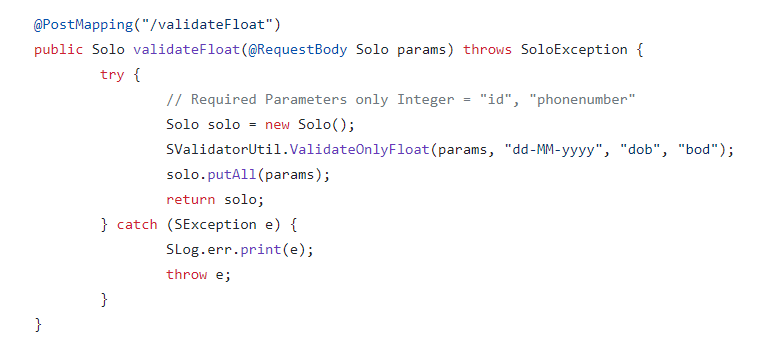 @PostMapping("/validateFloat")
public Solo validateFloat(@RequestBody Solo params) throws SoloException {
try {
// Required Parameters only Integer = "id", "phonenumber"
Solo solo = new Solo();
SValidatorUtil.ValidateOnlyFloat(params, "dd-MM-yyyy", "dob", "bod");
solo.putAll(params);
return solo;
} catch (SException e) {
SLog.err.print(e);
throw e;
}
}